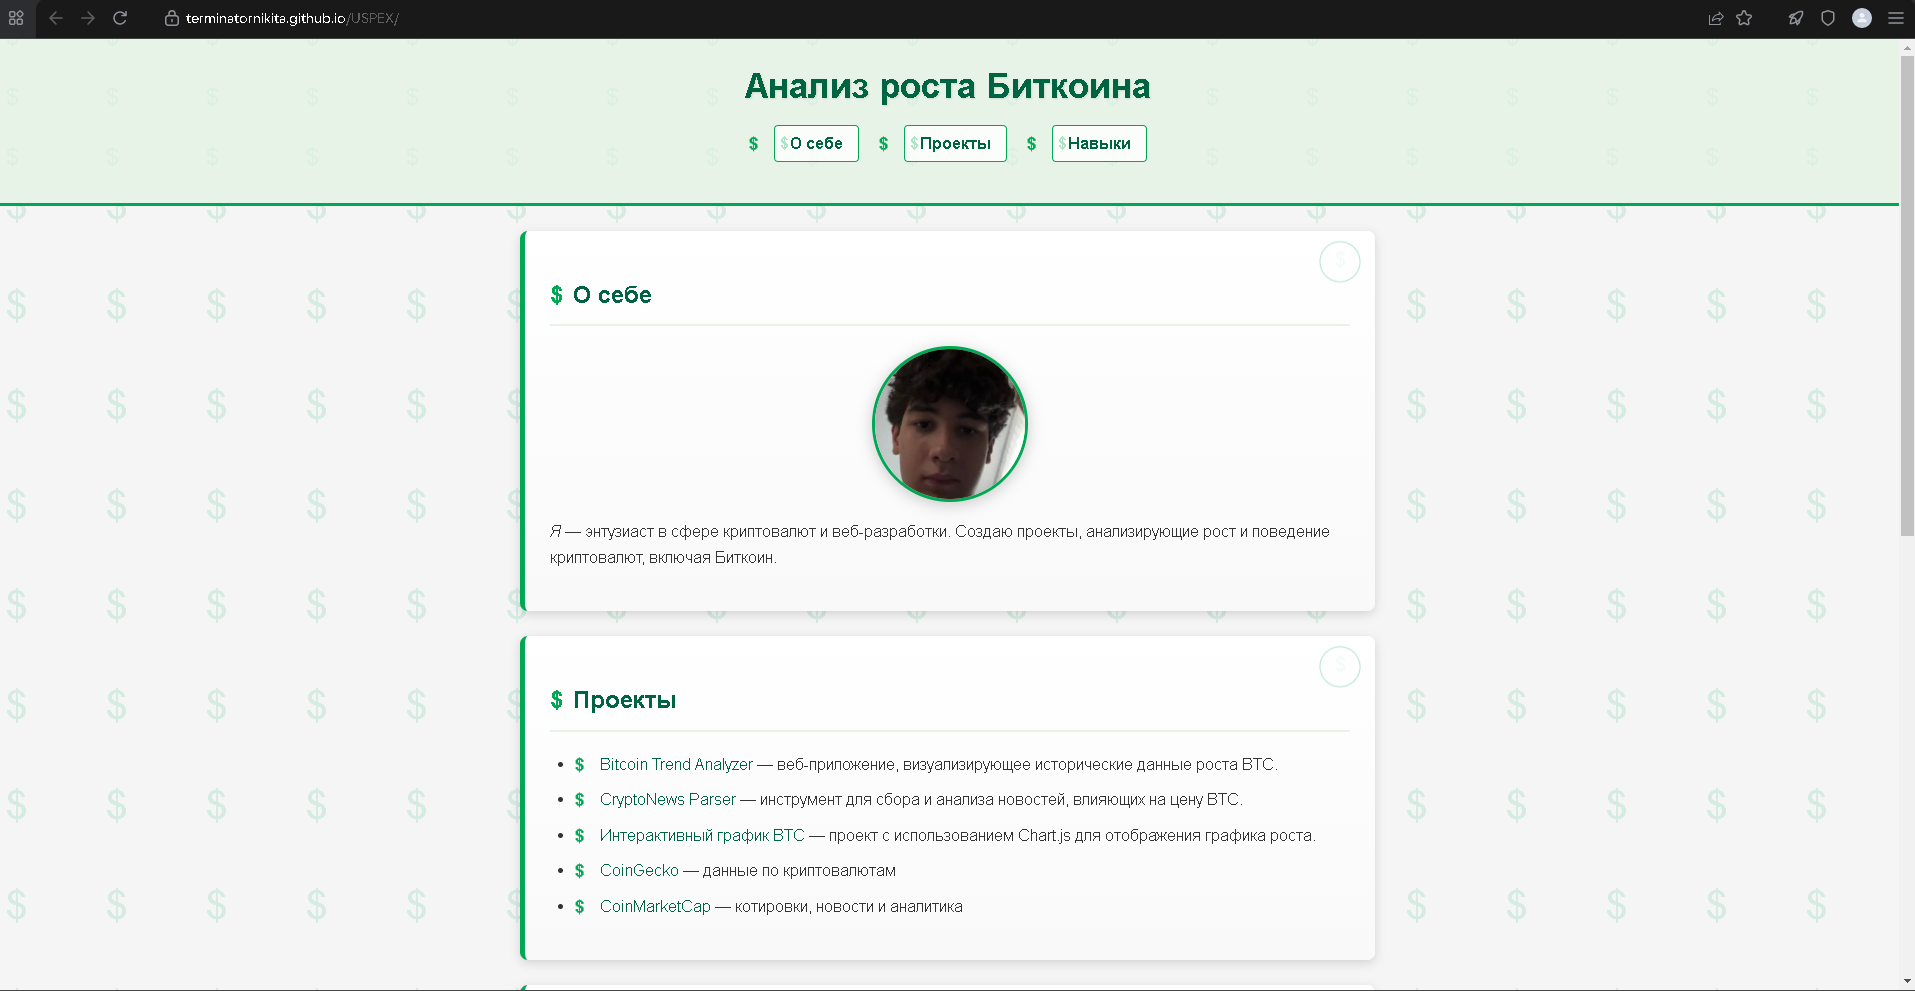 terminatornikita.github.io/USPEX/
Анализ роста Биткоина
$ $О себе $ $Проекты $ $Навыки
$ О себе
Я — энтузиаст в сфере криптовалют и веб-разработки. Создаю проекты, анализирующие рост и поведение
криптовалют, включая Биткоин.
$ Проекты
• $ Bitcoin Trend Analyzer — веб-приложение, визуализирующее исторические данные роста BTC.
• $ CryptoNews Parser — инструмент для сбора и анализа новостей, влияющих на цену BTC.
• $ Интерактивный график BTC — проект с использованием Chart.js для отображения графика роста.
• $ CoinGecko — данные по криптовалютам
• $ CoinMarketCap — котировки, новости и аналитика